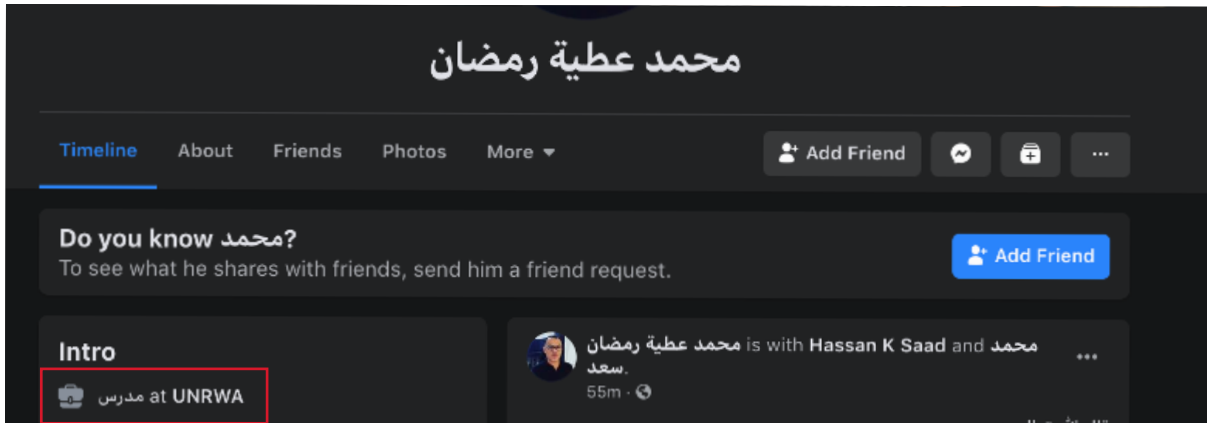 محمد عطية رمضان
Timeline About Friends Photos More
Add Friend ...
Do you know محمد?
To see what he shares with friends, send him a friend request.
Add Friend
Intro
مدرس at UNRWA
محمد عطية رمضان is with Hassan K Saad and محمد
سعد.
55m ·